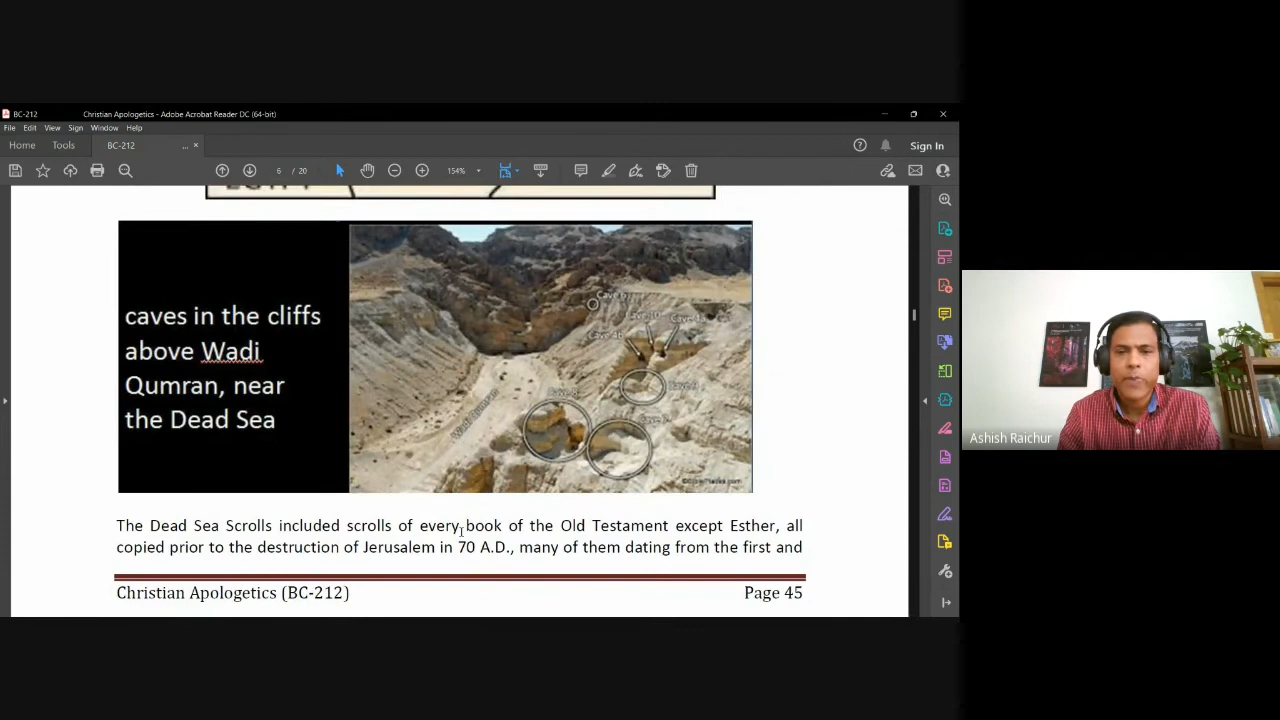 BC-212
Christian Apologetics - Adobe Acrobat Reader DC (64-bit)
File Edit View Sign Window Help
Home Tools BC-212 ... ×
Sign In
6 / 20
154%
caves in the cliffs
above Wadi
Qumran, near
the Dead Sea
Wadi Qumran
The Dead Sea Scrolls included scrolls of every book of the Old Testament except Esther, all
copied prior to the destruction of Jerusalem in 70 A.D., many of them dating from the first and
Christian Apologetics (BC-212)
Page 45
Ashish Raichur